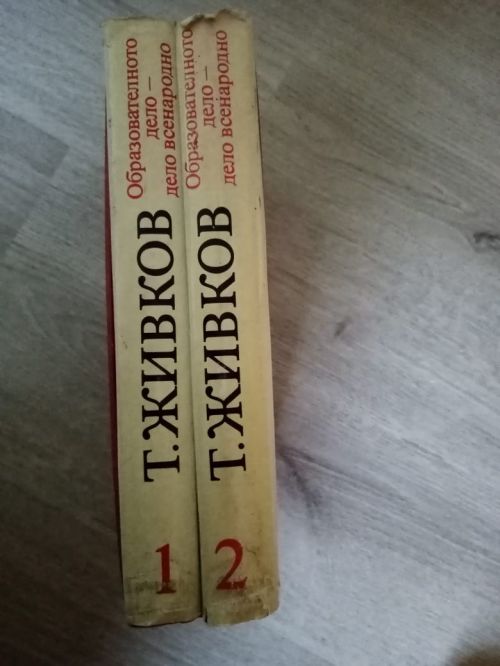 Т. ЖИВКОВ
Образователното
дело –
дело всенародно
1
Т. ЖИВКОВ
Образователното
дело –
дело всенародно
2